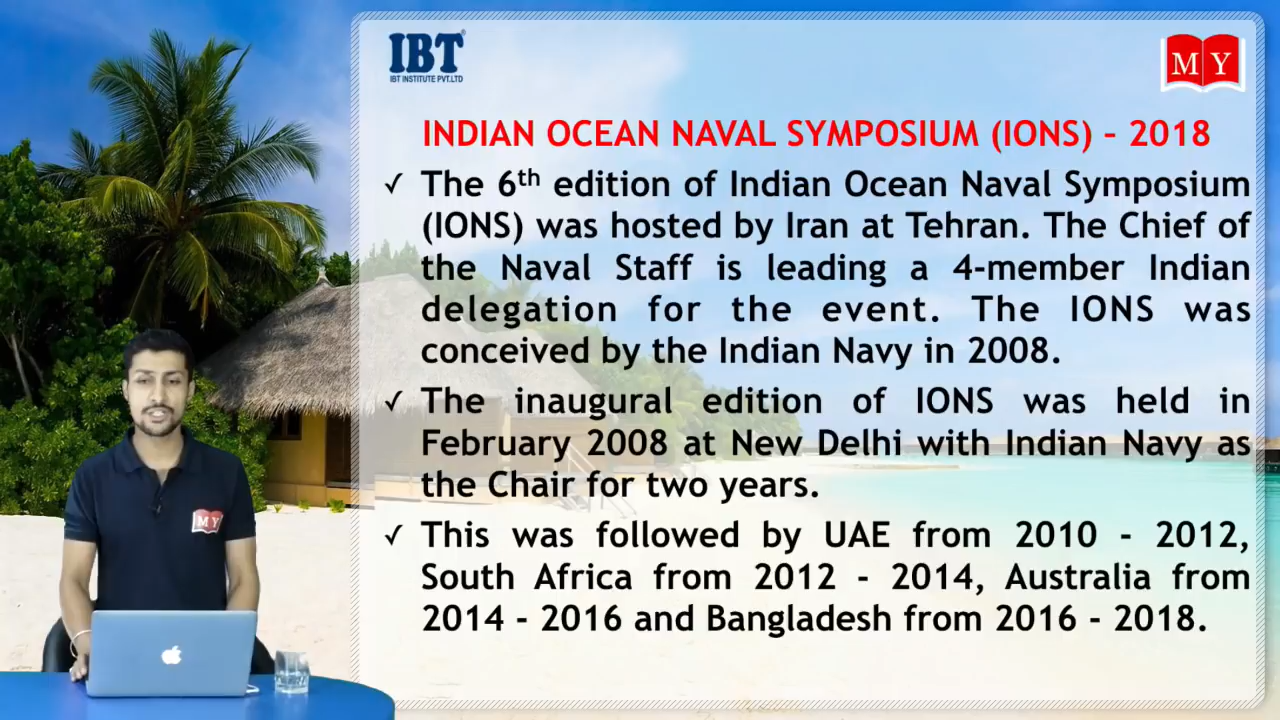 IBT
IBT INSTITUTE PVT.LTD
M Y
INDIAN OCEAN NAVAL SYMPOSIUM (IONS) – 2018
✓ The 6th edition of Indian Ocean Naval Symposium
(IONS) was hosted by Iran at Tehran. The Chief of
the Naval Staff is leading a 4-member Indian
delegation for the event. The IONS was
conceived by the Indian Navy in 2008.
✓ The inaugural edition of IONS was held in
February 2008 at New Delhi with Indian Navy as
the Chair for two years.
✓ This was followed by UAE from 2010 - 2012,
South Africa from 2012 - 2014, Australia from
2014 - 2016 and Bangladesh from 2016 - 2018.
M Y